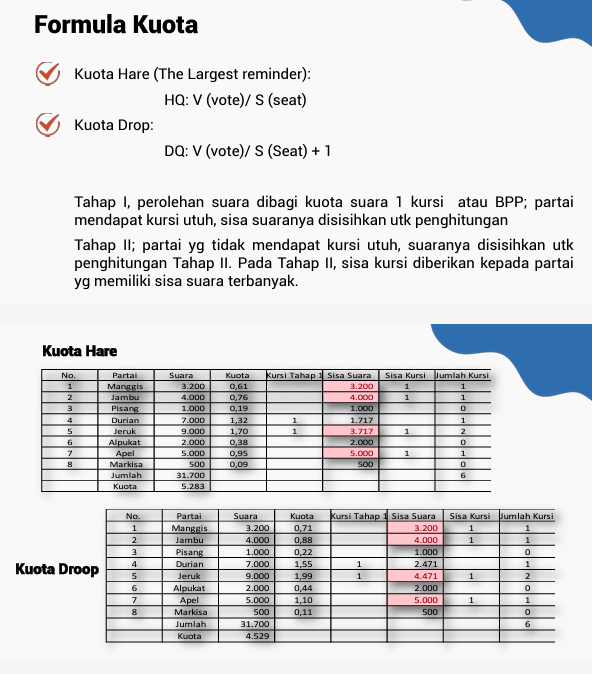 Formula Kuota
Kuota Hare (The Largest reminder):
HQ: V (vote)/ S (seat)
Kuota Drop:
DQ: V (vote)/ S (Seat) + 1
Tahap I, perolehan suara dibagi kuota suara 1 kursi atau BPP; partai
mendapat kursi utuh, sisa suaranya disisihkan utk penghitungan
Tahap II; partai yg tidak mendapat kursi utuh, suaranya disisihkan utk
penghitungan Tahap II. Pada Tahap II, sisa kursi diberikan kepada partai
yg memiliki sisa suara terbanyak.
Kuota Hare
No. Partai Suara Kuota Kursi Tahap 1 Sisa Suara Sisa Kursi Jumlah Kursi
1 Manggis 3.200 0,61 3.200 1 1
2 Jambu 4.000 0,76 4.000 1 1
3 Pisang 1.000 0,19 1.000 0
4 Durian 7.000 1,32 1 1.717 1
5 Jeruk 9.000 1,70 1 3.717 1 2
6 Alpukat 2.000 0,38 2.000 0
7 Apel 5.000 0,95 5.000 1 1
8 Markisa 500 0,09 500 0
Jumlah 31.700 6
Kuota 5.283
Kuota Droop
No. Partai Suara Kuota Kursi Tahap 1 Sisa Suara Sisa Kursi Jumlah Kursi
1 Manggis 3.200 0,71 3.200 1 1
2 Jambu 4.000 0,88 4.000 1 1
3 Pisang 1.000 0,22 1.000 0
4 Durian 7.000 1,55 1 2.471 1
5 Jeruk 9.000 1,99 1 4.471 1 2
6 Alpukat 2.000 0,44 2.000 0
7 Apel 5.000 1,10 5.000 1 1
8 Markisa 500 0,11 500 0
Jumlah 31.700 6
Kuota 4.529